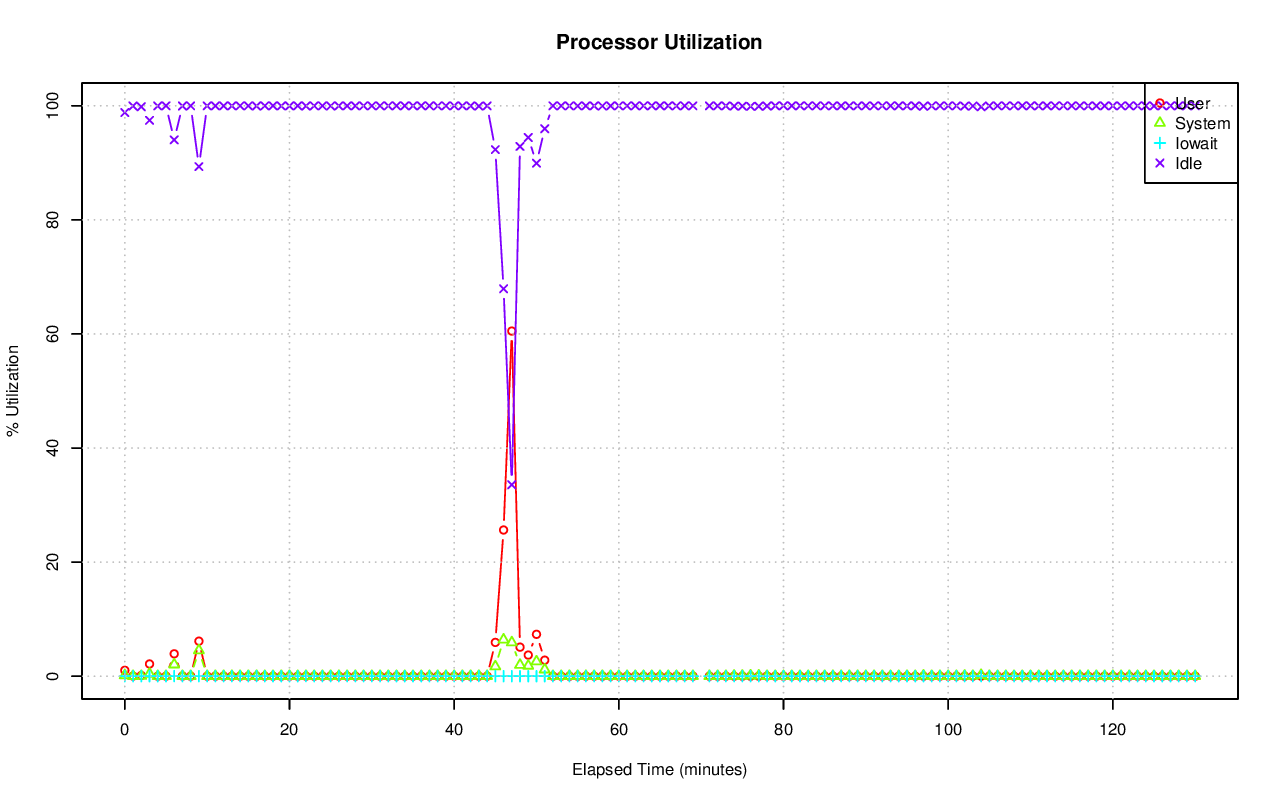 Processor Utilization
100
80
60
40
20
0
% Utilization
User
System
Iowait
Idle
0 20 40 60 80 100 120
Elapsed Time (minutes)